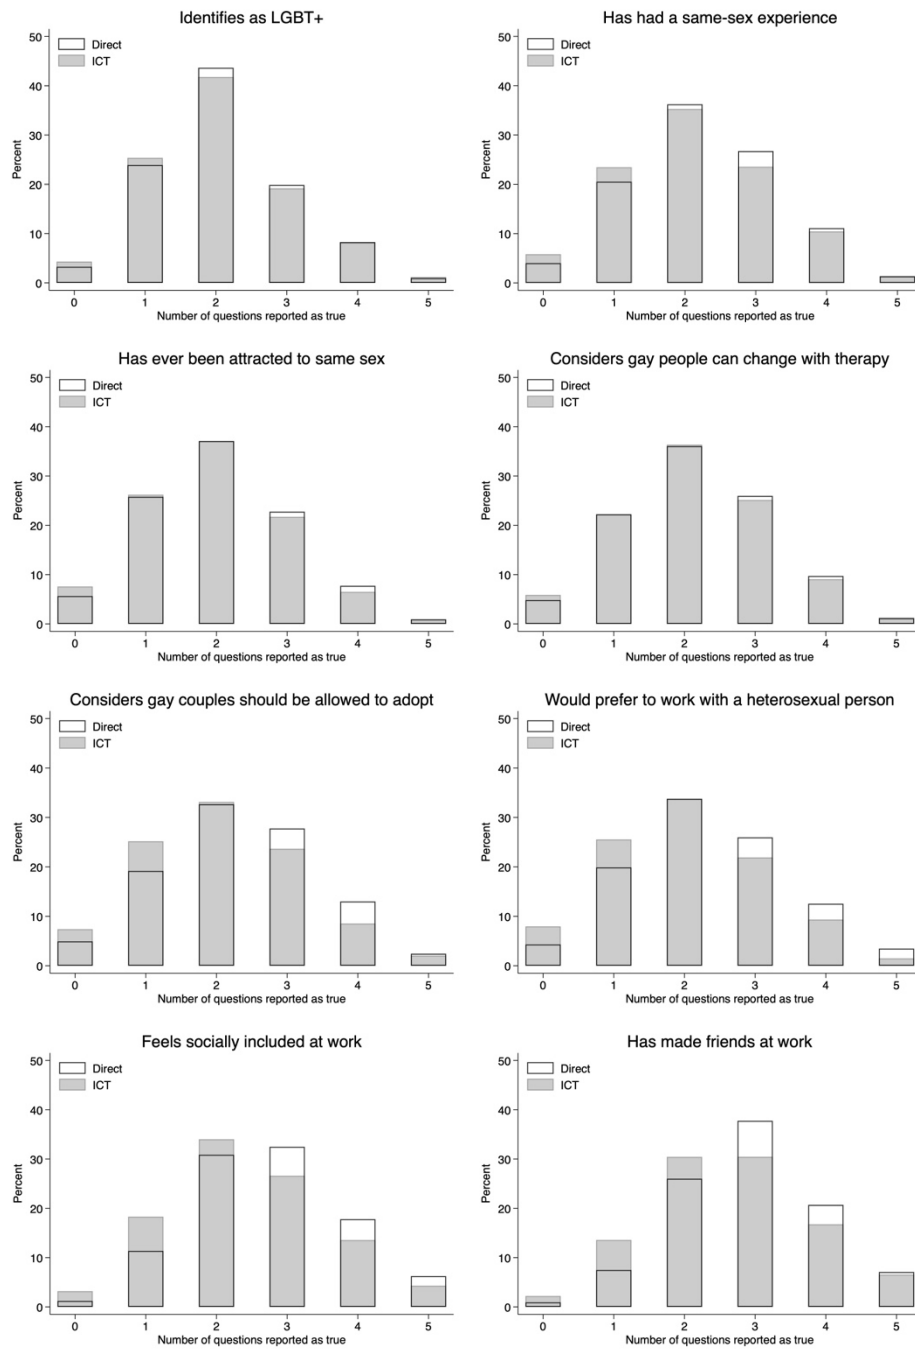 Identifies as LGBT+
50
40
30
20
10
0
Percent
Direct
ICT
0 1 2 3 4 5
Number of questions reported as true
Has had a same-sex experience
50
40
30
20
10
0
Percent
Direct
ICT
0 1 2 3 4 5
Number of questions reported as true
Has ever been attracted to same sex
50
40
30
20
10
0
Percent
Direct
ICT
0 1 2 3 4 5
Number of questions reported as true
Considers gay people can change with therapy
50
40
30
20
10
0
Percent
Direct
ICT
0 1 2 3 4 5
Number of questions reported as true
Considers gay couples should be allowed to adopt
50
40
30
20
10
0
Percent
Direct
ICT
0 1 2 3 4 5
Number of questions reported as true
Would prefer to work with a heterosexual person
50
40
30
20
10
0
Percent
Direct
ICT
0 1 2 3 4 5
Number of questions reported as true
Feels socially included at work
50
40
30
20
10
0
Percent
Direct
ICT
0 1 2 3 4 5
Number of questions reported as true
Has made friends at work
50
40
30
20
10
0
Percent
Direct
ICT
0 1 2 3 4 5
Number of questions reported as true